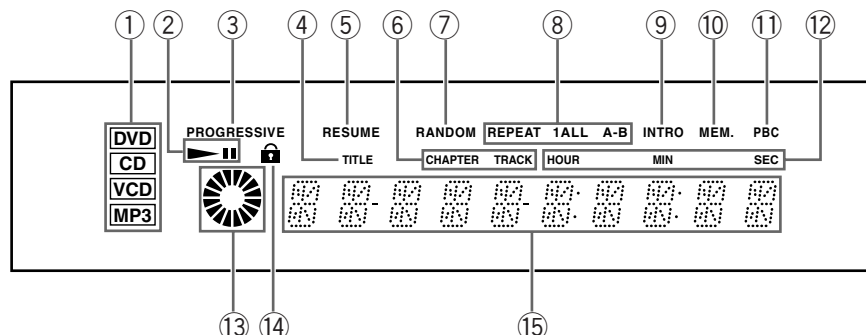 ① ② ③ ④ ⑤ ⑥ ⑦ ⑧ ⑨ ⑩ ⑪ ⑫
PROGRESSIVE RESUME RANDOM REPEAT 1ALL A-B INTRO MEM. PBC
DVD
TITLE CHAPTER TRACK HOUR MIN SEC
CD
VCD
MP3
⑬ ⑭ ⑮